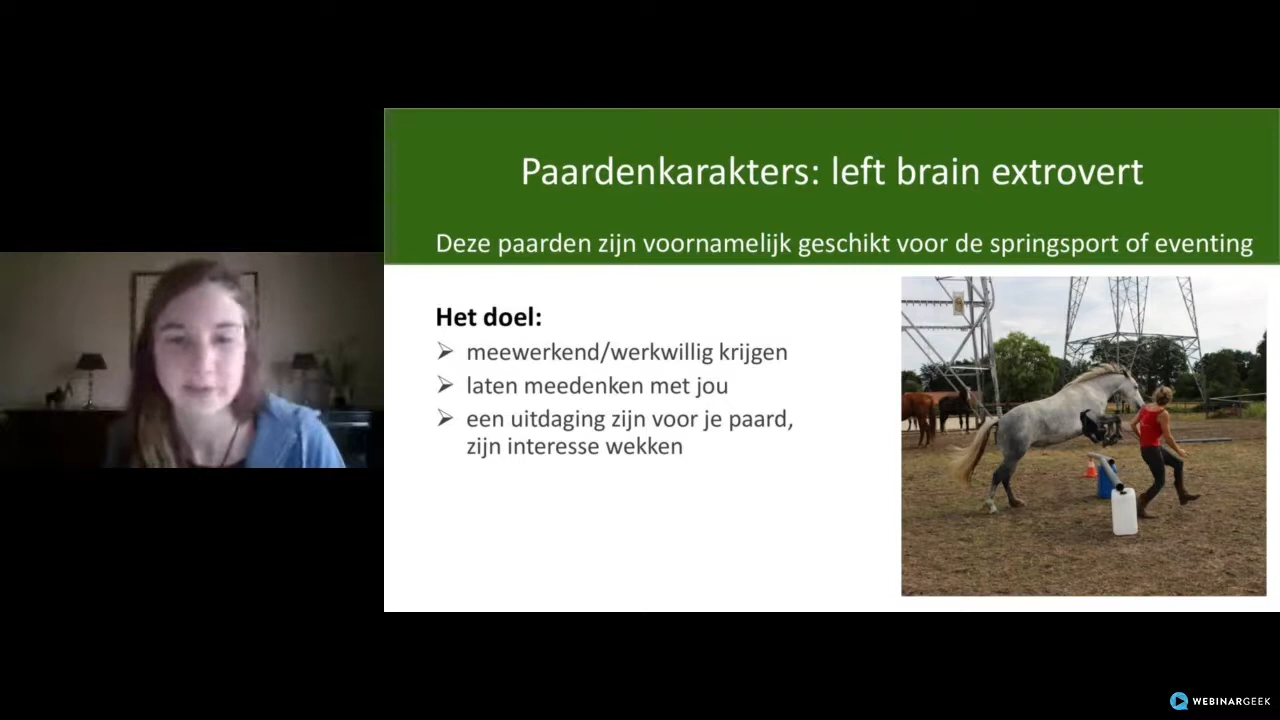 Paardenkarakters: left brain extrovert
Deze paarden zijn voornamelijk geschikt voor de springsport of eventing
Het doel:
➢ meewerkend/werkwillig krijgen
➢ laten meedenken met jou
➢ een uitdaging zijn voor je paard,
zijn interesse wekken
WEBINARGEEK